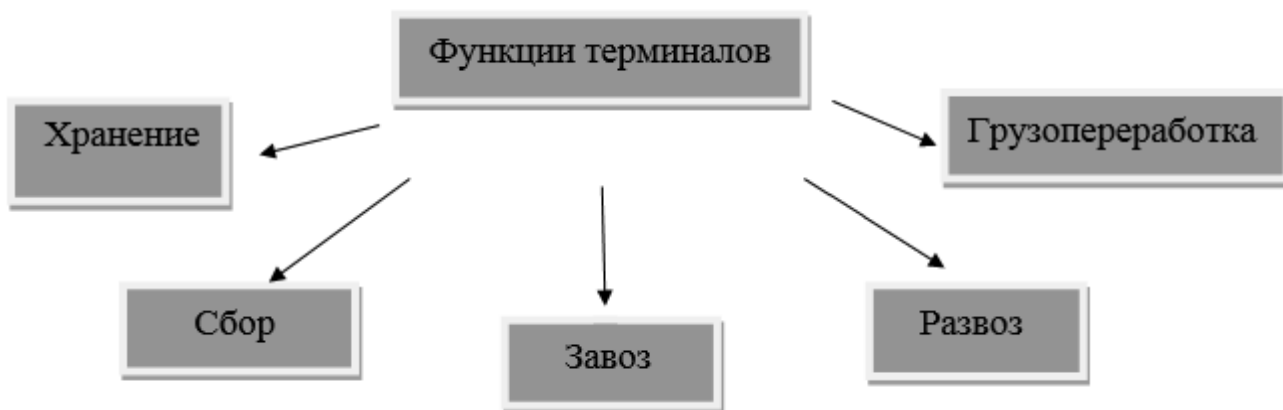 Функции терминалов
Хранение
Грузопереработка
Сбор
Завоз
Развоз